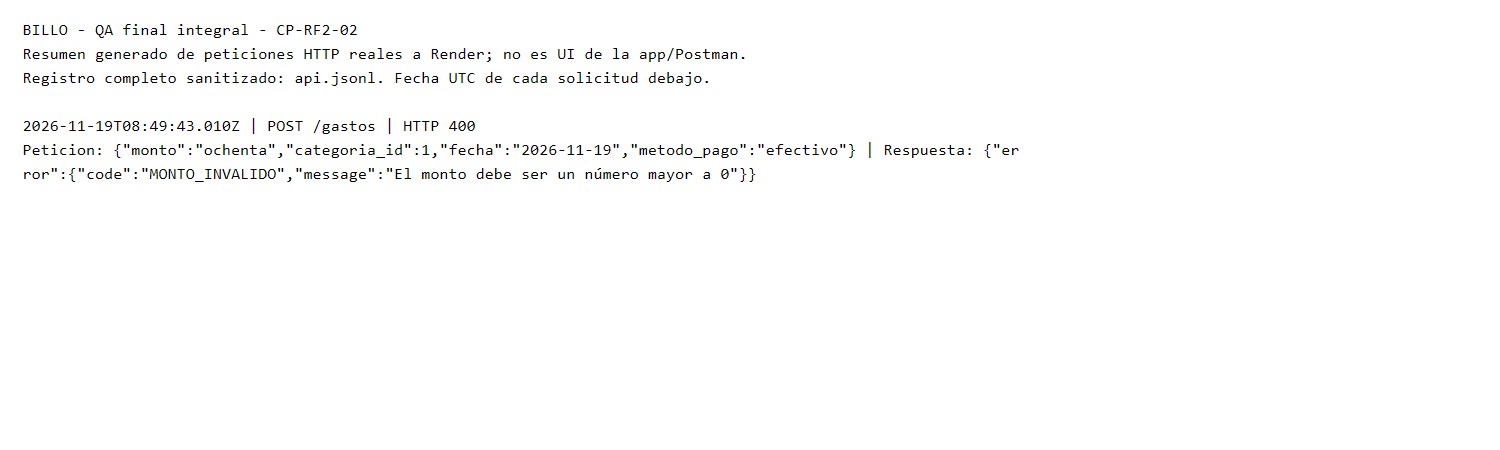 BILLO - QA final integral - CP-RF2-02
Resumen generado de peticiones HTTP reales a Render; no es UI de la app/Postman.
Registro completo sanitizado: api.jsonl. Fecha UTC de cada solicitud debajo.
2026-11-19T08:49:43.010Z | POST /gastos | HTTP 400
Peticion: {"monto":"ochenta","categoria_id":1,"fecha":"2026-11-19","metodo_pago":"efectivo"} | Respuesta: {"er
ror":{"code":"MONTO_INVALIDO","message":"El monto debe ser un número mayor a 0"}}